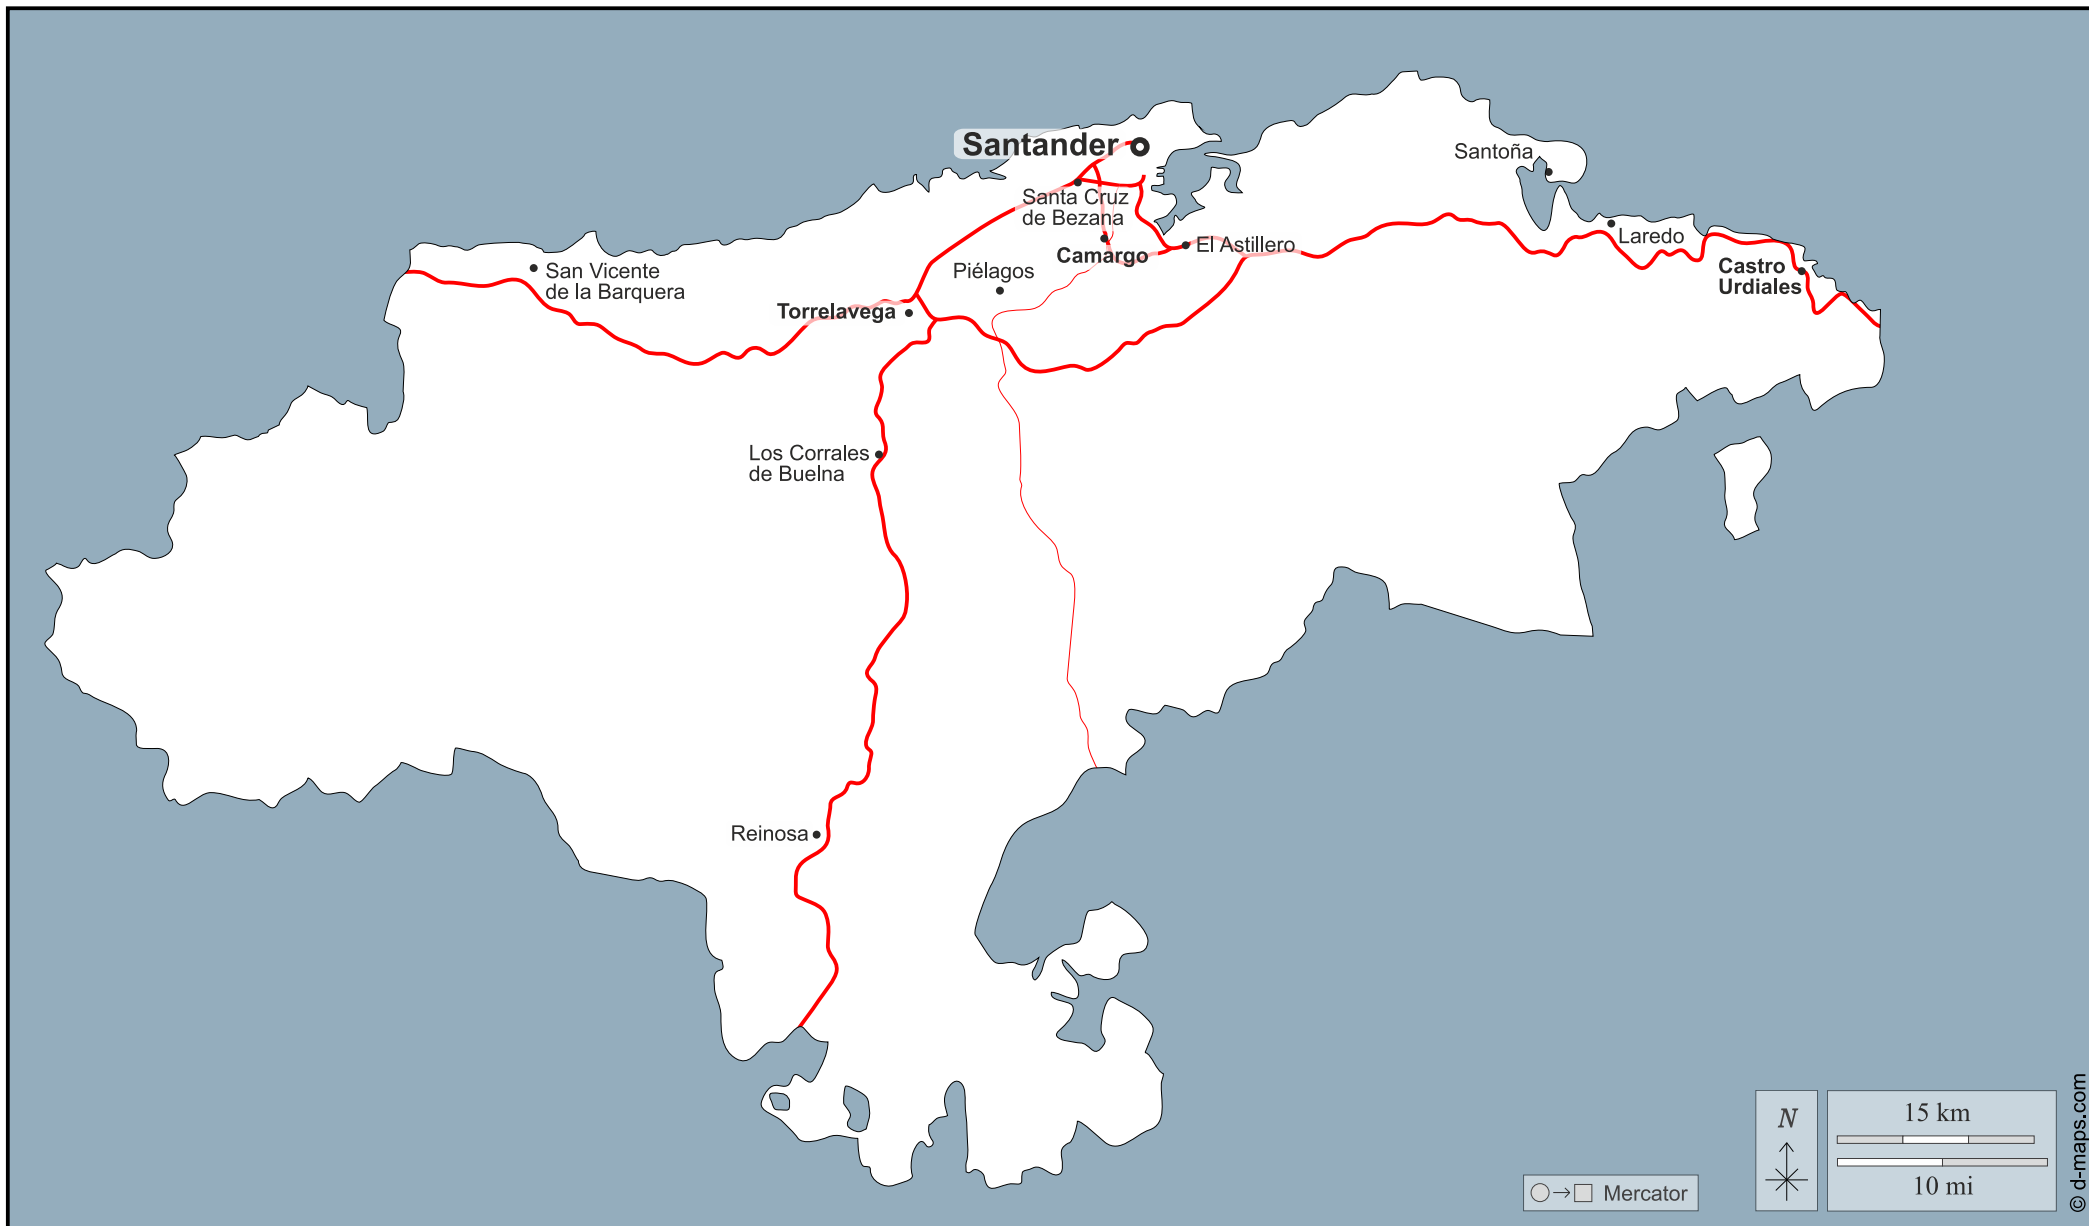 Santander
Santoña
Santa Cruz
de Bezana
Laredo
El Astillero
Camargo
Castro
Urdiales
San Vicente
de la Barquera
Piélagos
Torrelavega
Los Corrales
de Buelna
Reinosa
N
15 km
10 mi
Mercator
© d-maps.com